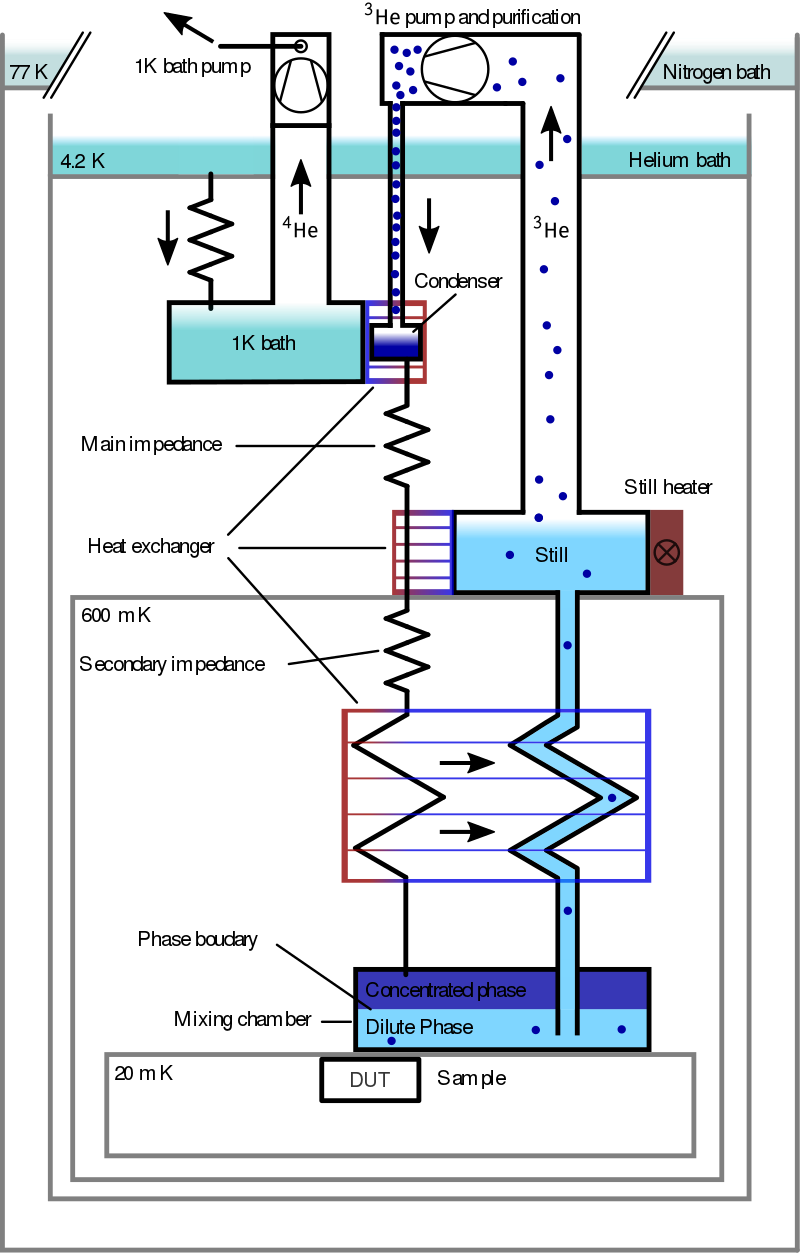 ³He pump and purification
1K bath pump
77 K
Nitrogen bath
4.2 K
Helium bath
⁴He
³He
Condenser
1K bath
Main impedance
Still heater
Heat exchanger
Still
600 mK
Secondary impedance
Phase boudary
Concentrated phase
Mixing chamber
Dilute Phase
20 mK
DUT
Sample